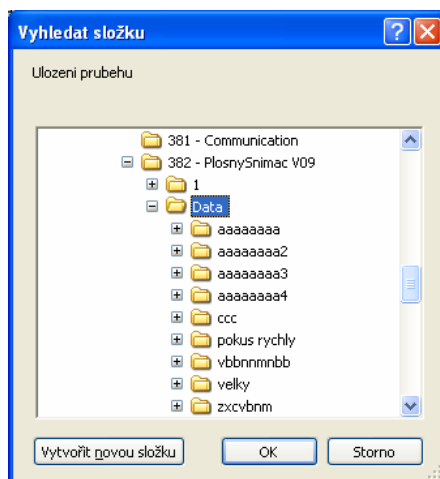 Vyhledat složku
Ulozeni prubehu
381 - Communication
382 - PlosnySnimac V09
1
Data
aaaaaaaa
aaaaaaaa2
aaaaaaaa3
aaaaaaaa4
ccc
pokus rychly
vbbnnmnbb
velky
zxcvbnm
Vytvořit novou složku OK Storno